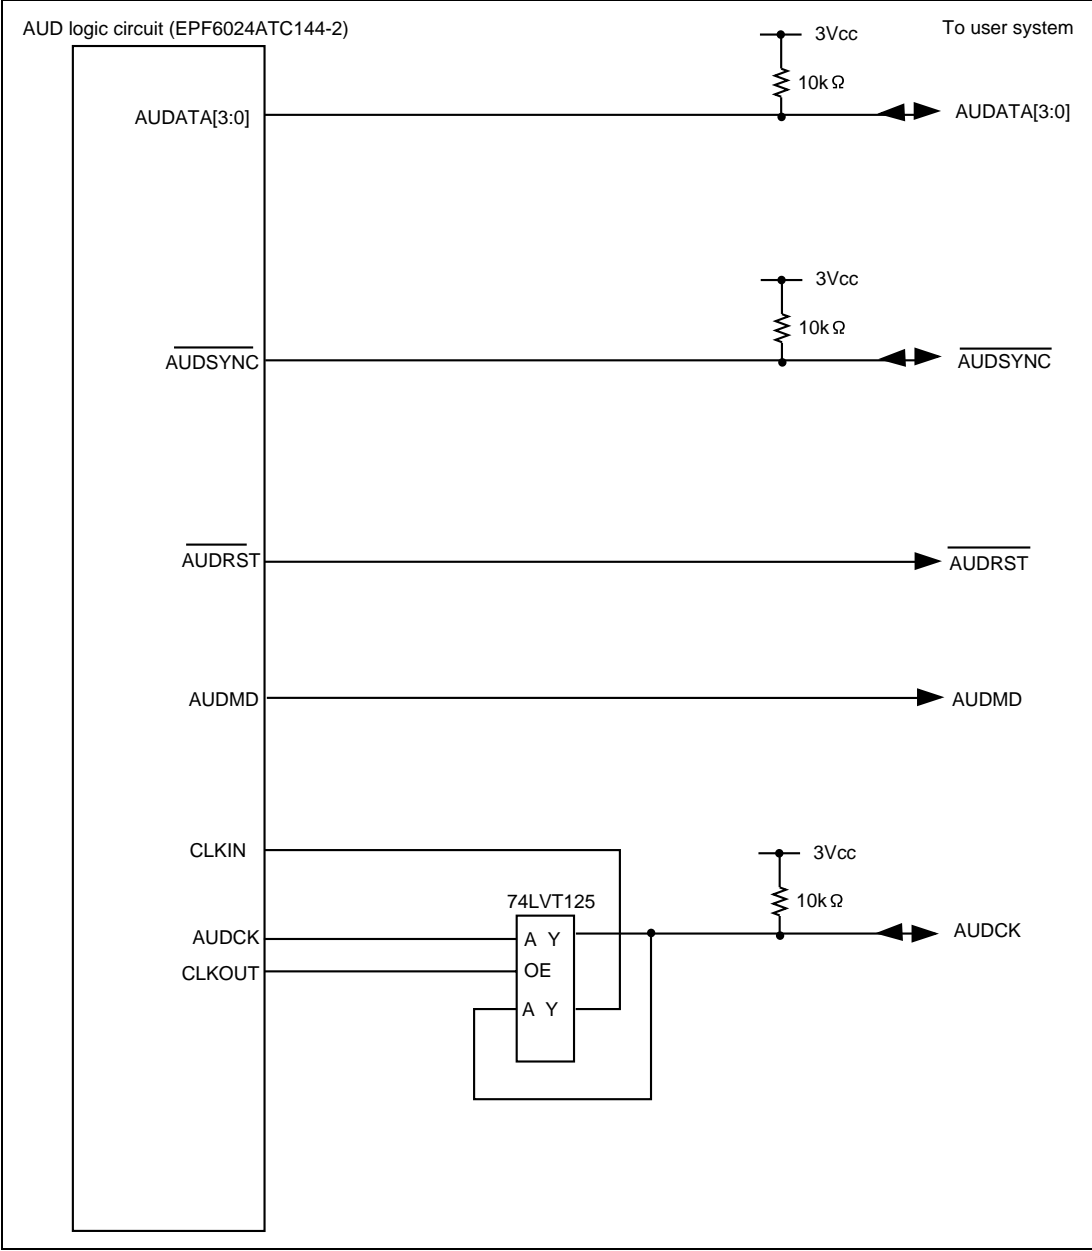 AUD logic circuit (EPF6024ATC144-2)
3Vcc
To user system
10kΩ
AUDATA[3:0]
AUDATA[3:0]
3Vcc
10kΩ
AUDSYNC
AUDSYNC
AUDRST
AUDRST
AUDMD
AUDMD
CLKIN
3Vcc
74LVT125
10kΩ
AUDCK
A Y
AUDCK
CLKOUT
OE
A Y